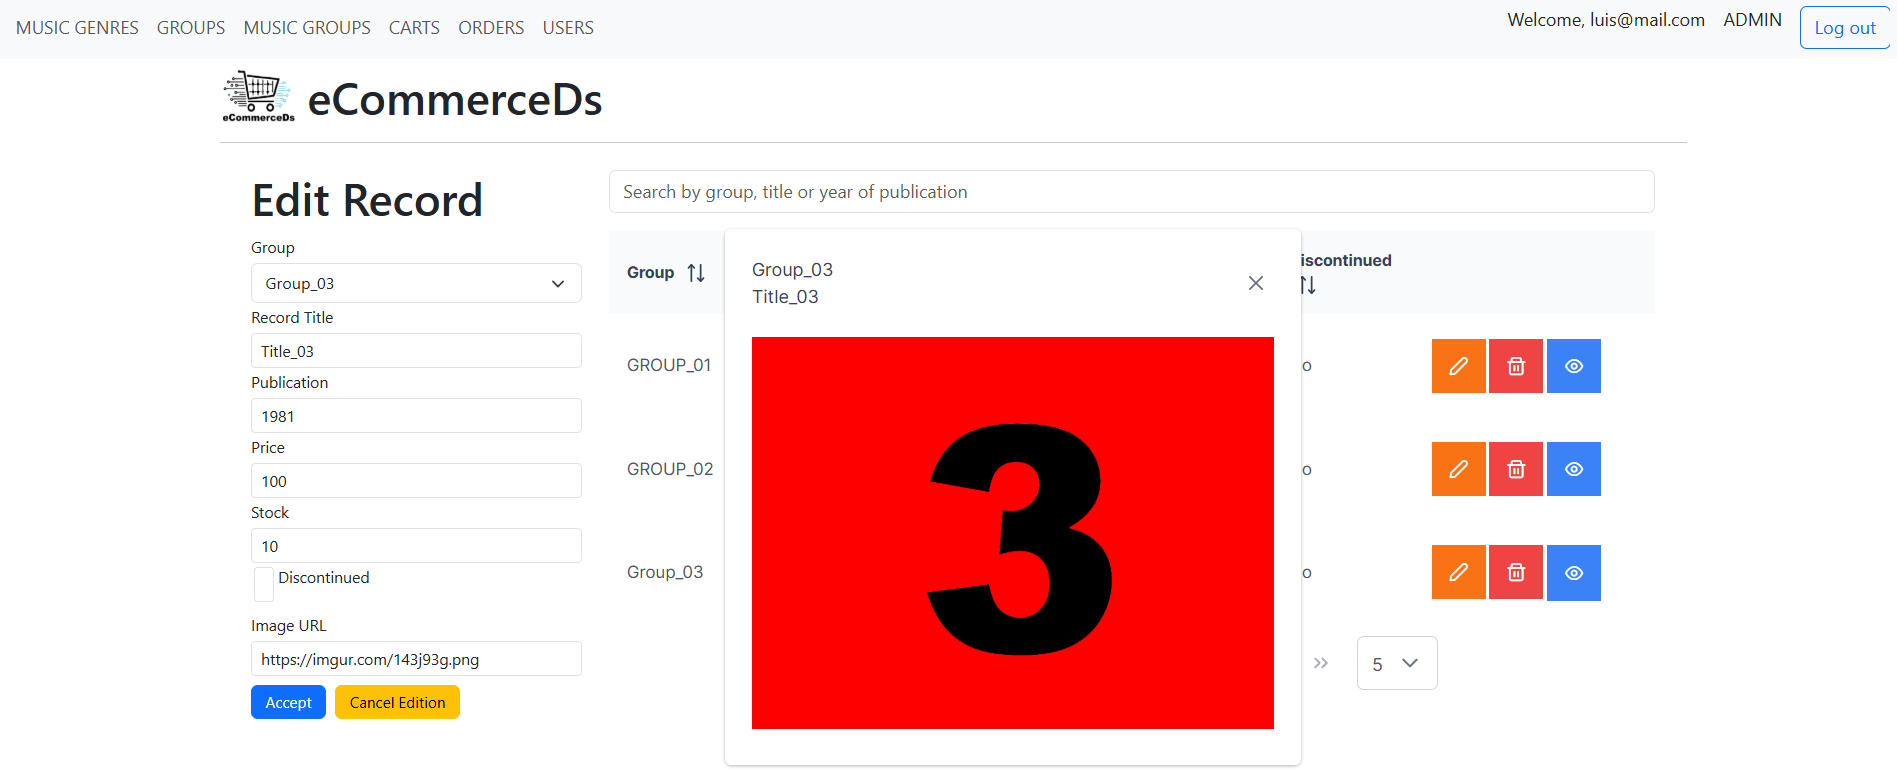 MUSIC GENRES GROUPS MUSIC GROUPS CARTS ORDERS USERS
Welcome, luis@mail.com ADMIN Log out
eCommerceDs
eCommerceDs
Edit Record
Group
Group_03
Record Title
Title_03
Publication
1981
Price
100
Stock
10
Discontinued
Image URL
https://imgur.com/143j93g.png
Accept Cancel Edition
Search by group, title or year of publication
Group
iscontinued
GROUP_01
o
GROUP_02
o
Group_03
o
Group_03
Title_03
3
5